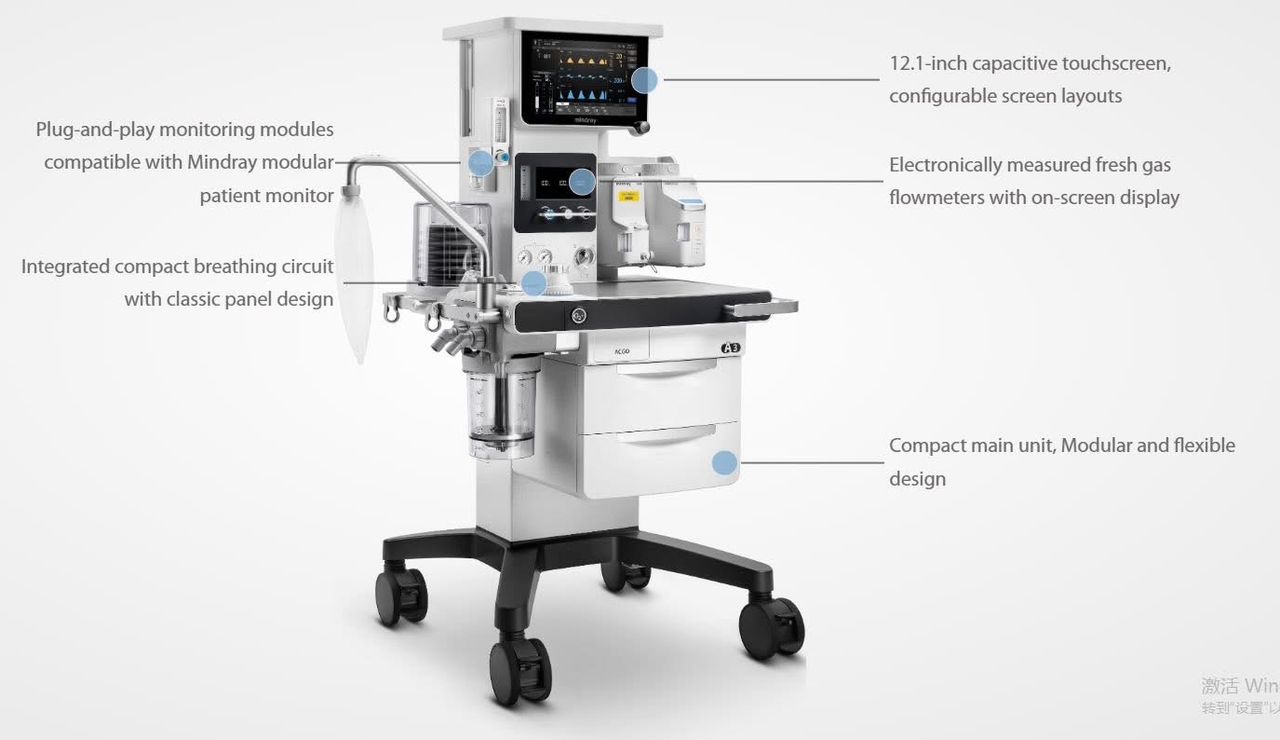 12.1-inch capacitive touchscreen,
configurable screen layouts
Plug-and-play monitoring modules
compatible with Mindray modular
patient monitor
Electronically measured fresh gas
flowmeters with on-screen display
Integrated compact breathing circuit
with classic panel design
Compact main unit, Modular and flexible
design
mindray
ACGO
A3
激活 Win
转到“设置”以